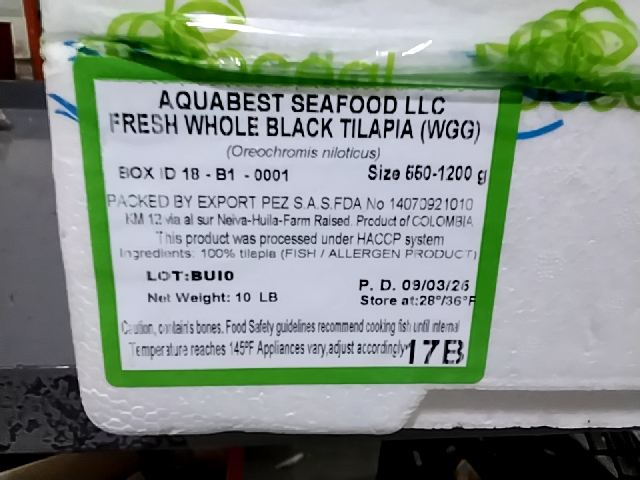 AQUABEST SEAFOOD LLC
FRESH WHOLE BLACK TILAPIA (WGG)
(Oreochromis niloticus)
BOX ID 18 - B1 - 0001
Size 550-1200 g
PACKED BY EXPORT PEZ S.A.S.FDA No 14070921010
KM 12 via al sur Neiva-Huila-Farm Raised. Product of COLOMBIA
This product was processed under HACCP system
Ingredients: 100% tilapia (FISH / ALLERGEN PRODUCT)
LOT:BUI0
P. D. 09/03/25
Net Weight: 10 LB
Store at:28°/36°F
Caution, contains bones. Food Safety guidelines recommend cooking fish until internal
Temperature reaches 145ºF Appliances vary,adjust accordingly
17B